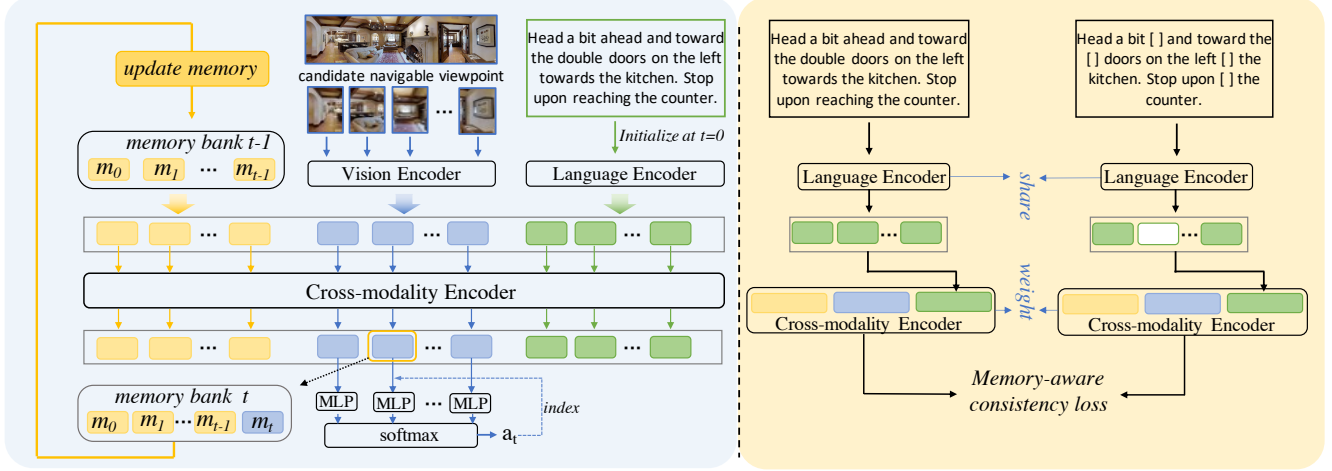 update memory
memory bank t-1
m0 m1 ... mt-1
candidate navigable viewpoint
...
Vision Encoder
Head a bit ahead and toward
the double doors on the left
towards the kitchen. Stop
upon reaching the counter.
Initialize at t=0
Language Encoder
... ... ...
Cross-modality Encoder
... ... ...
memory bank t
m0 m1 ... mt-1 mt
MLP MLP ... MLP
index
softmax
at
Head a bit ahead and toward
the double doors on the left
towards the kitchen. Stop
upon reaching the counter.
Language Encoder
...
Cross-modality Encoder
share
weight
Head a bit [ ] and toward the
[ ] doors on the left [ ] the
kitchen. Stop upon [ ] the
counter.
Language Encoder
...
Cross-modality Encoder
Memory-aware
consistency loss